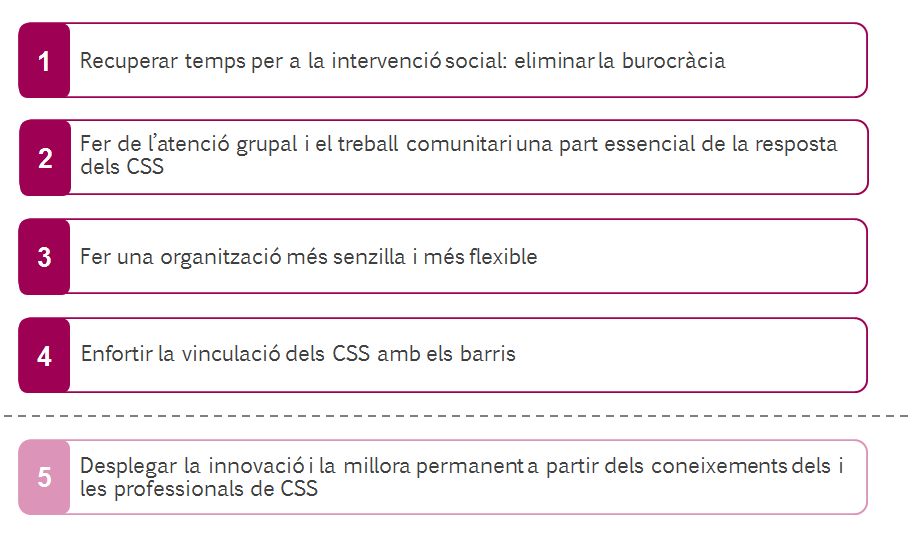 1
Recuperar temps per a la intervenció social: eliminar la burocràcia
2
Fer de l'atenció grupal i el treball comunitari una part essencial de la resposta
dels CSS
3
Fer una organització més senzilla i més flexible
4
Enfortir la vinculació dels CSS amb els barris
5
Desplegar la innovació i la millora permanent a partir dels coneixements dels i
les professionals de CSS